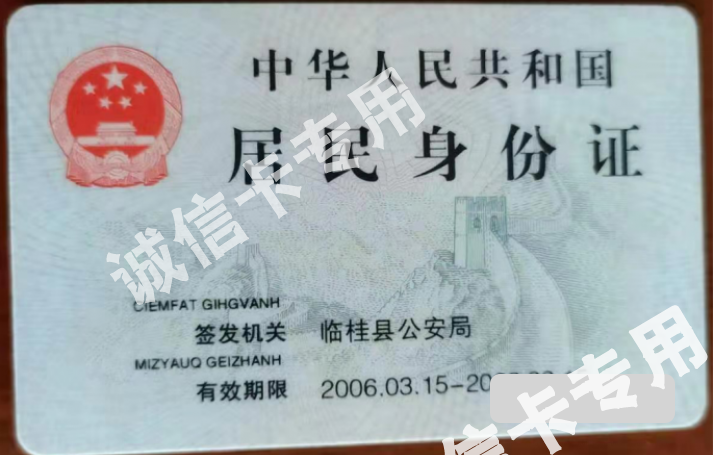 中华人民共和国
居民身份证
诚信卡专用
CIEMFAT GIHGVANH
签发机关 临桂县公安局
MIZYAUQ GEIZHANH
有效期限 2006.03.15-20
信卡专用